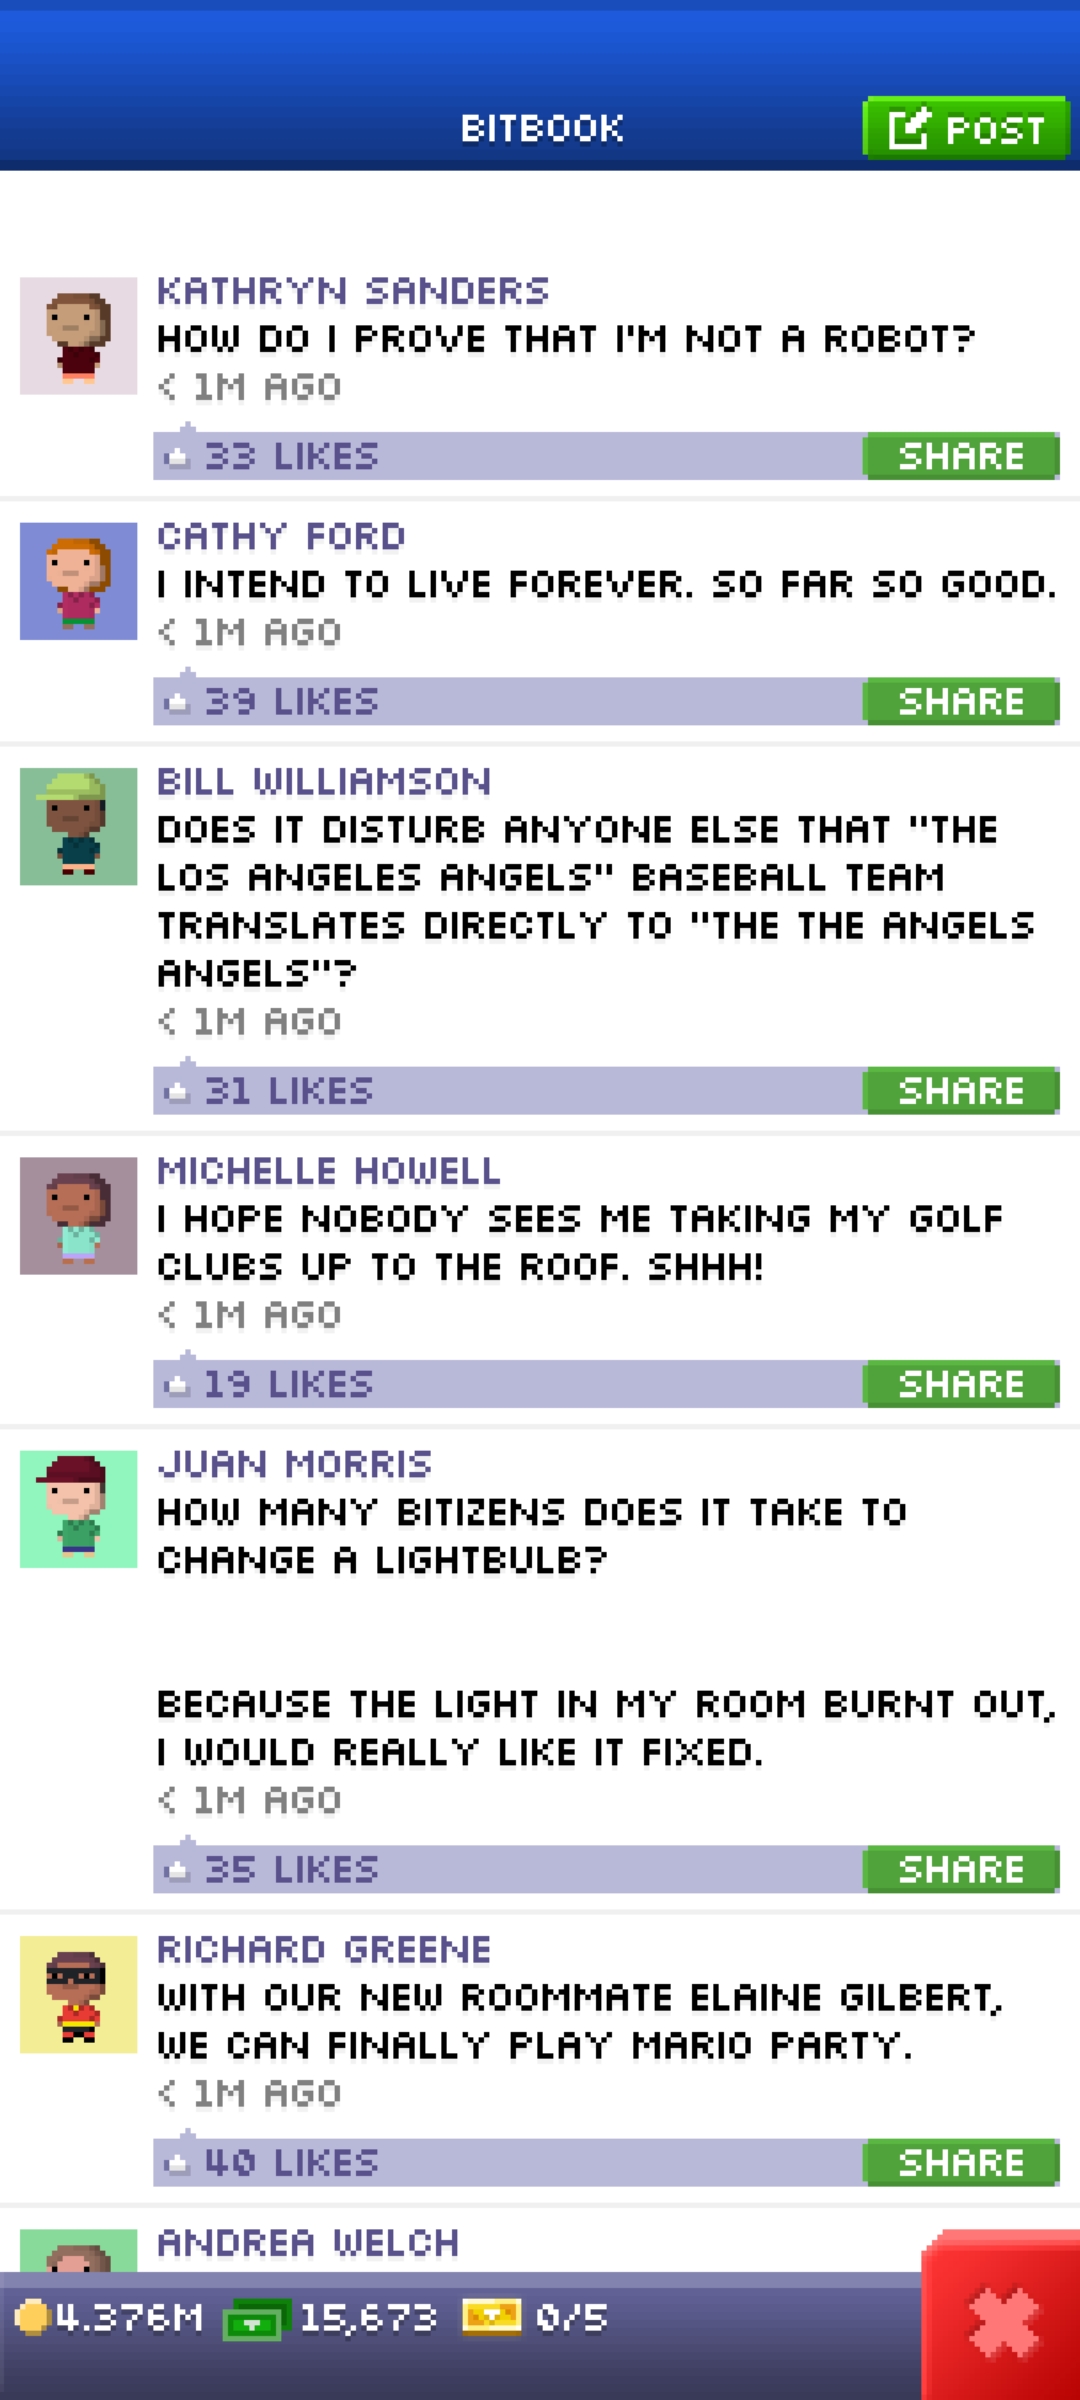 BITBOOK
POST
KATHRYN SANDERS
HOW DO I PROVE THAT I'M NOT A ROBOT?
< 1M AGO
33 LIKES
SHARE
CATHY FORD
I INTEND TO LIVE FOREVER. SO FAR SO GOOD.
< 1M AGO
39 LIKES
SHARE
BILL WILLIAMSON
DOES IT DISTURB ANYONE ELSE THAT "THE
LOS ANGELES ANGELS" BASEBALL TEAM
TRANSLATES DIRECTLY TO "THE THE ANGELS
ANGELS"?
< 1M AGO
31 LIKES
SHARE
MICHELLE HOWELL
I HOPE NOBODY SEES ME TAKING MY GOLF
CLUBS UP TO THE ROOF. SHHH!
< 1M AGO
19 LIKES
SHARE
JUAN MORRIS
HOW MANY BITIZENS DOES IT TAKE TO
CHANGE A LIGHTBULB?
BECAUSE THE LIGHT IN MY ROOM BURNT OUT,
I WOULD REALLY LIKE IT FIXED.
< 1M AGO
35 LIKES
SHARE
RICHARD GREENE
WITH OUR NEW ROOMMATE ELAINE GILBERT,
WE CAN FINALLY PLAY MARIO PARTY.
< 1M AGO
40 LIKES
SHARE
ANDREA WELCH
4.376M 15,673 0/5